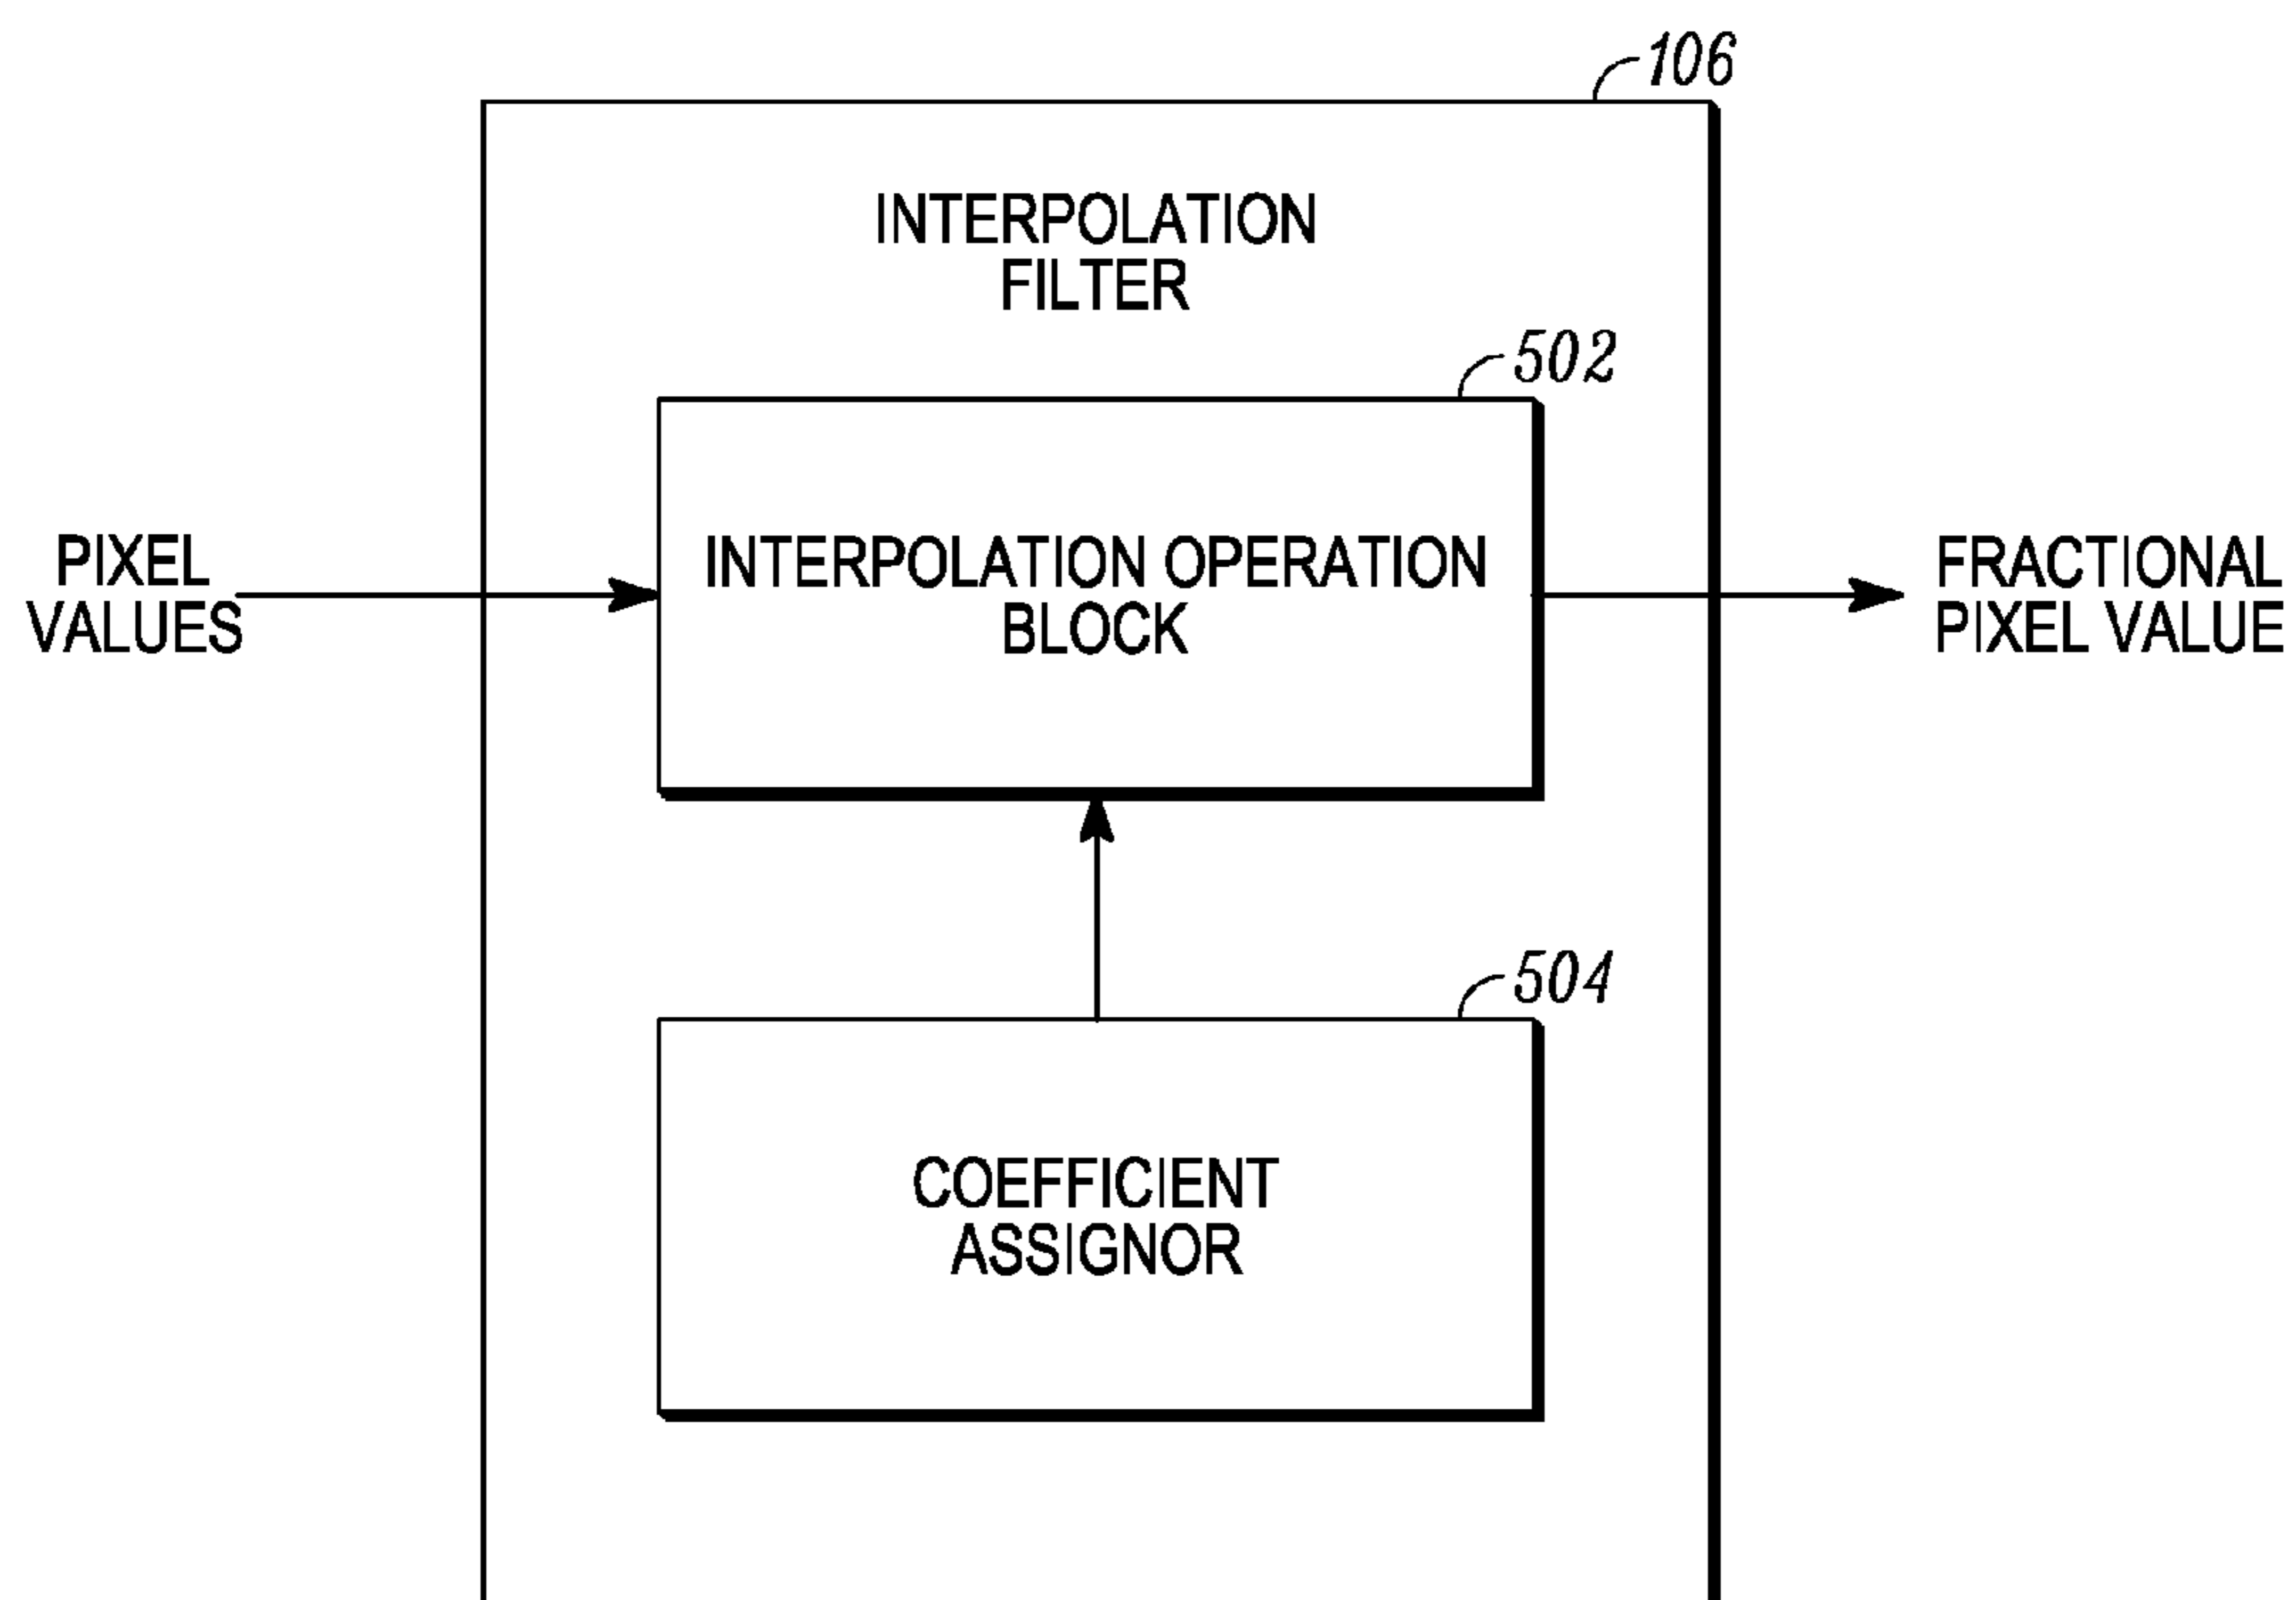 106
INTERPOLATION
FILTER
502
PIXEL
VALUES
INTERPOLATION OPERATION
BLOCK
FRACTIONAL
PIXEL VALUE
504
COEFFICIENT
ASSIGNOR